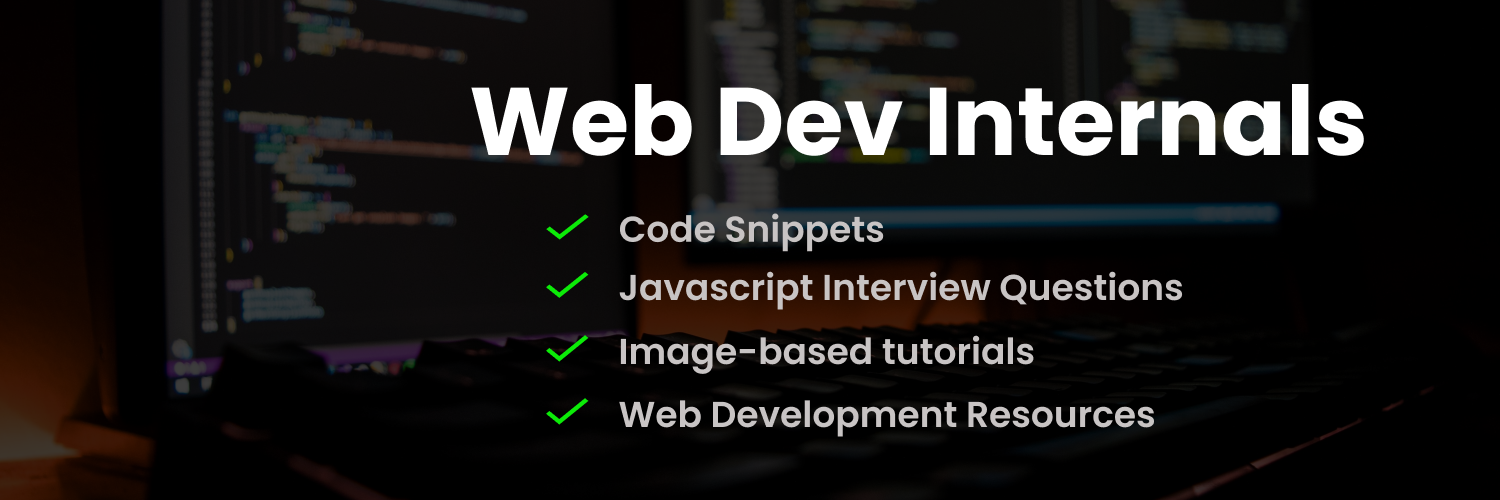 Web Dev Internals
Code Snippets
Javascript Interview Questions
Image-based tutorials
Web Development Resources